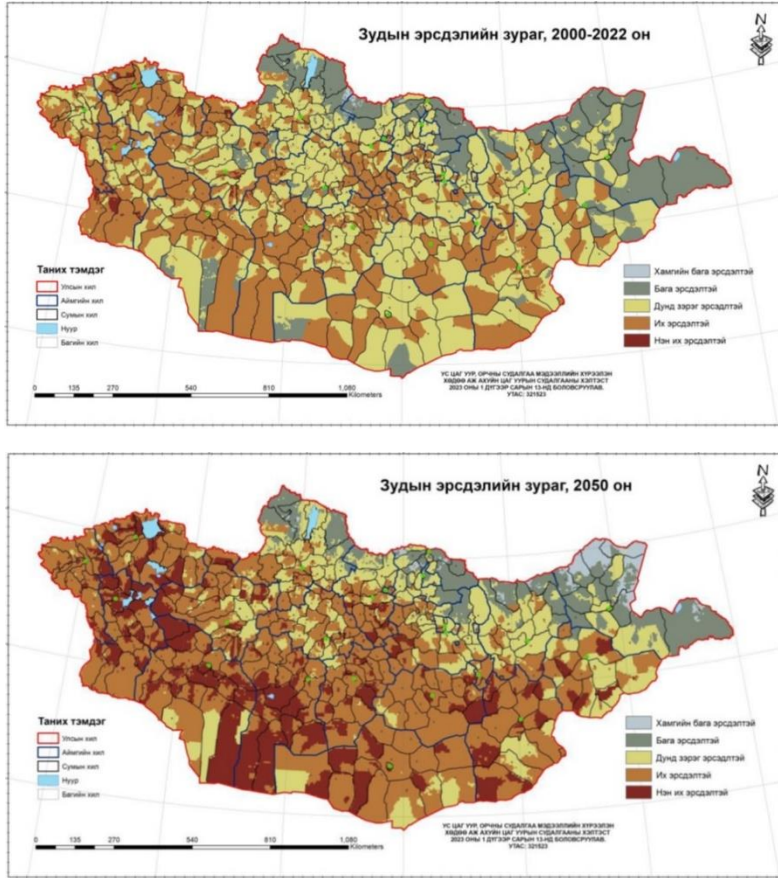 Зудын эрсдэлийн зураг, 2000-2022 он
N
Таних тэмдэг
Улсын хил
Аймгийн хил
Сумын хил
Нуур
Багийн хил
Хамгийн бага эрсдэлтэй
Бага эрсдэлтэй
Дунд зэрэг эрсдэлтэй
Их эрсдэлтэй
Нэн их эрсдэлтэй
0 135 270 540 810 1,080
Kilometers
УС ЦАГ УУР, ОРЧНЫ СУДАЛГАА МЭДЭЭЛЛИЙН ХҮРЭЭЛЭН
ХӨДӨӨ АЖ АХУЙН ЦАГ УУРЫН СУДАЛГААНЫ ХЭЛТЭСТ
2023 ОНЫ 1 ДҮГЭЭР САРЫН 13-НД БОЛОВСРУУЛАВ.
УТАС: 321523
Зудын эрсдэлийн зураг, 2050 он
N
Таних тэмдэг
Улсын хил
Аймгийн хил
Сумын хил
Нуур
Багийн хил
Хамгийн бага эрсдэлтэй
Бага эрсдэлтэй
Дунд зэрэг эрсдэлтэй
Их эрсдэлтэй
Нэн их эрсдэлтэй
0 135 270 540 810 1,080
Kilometers
УС ЦАГ УУР, ОРЧНЫ СУДАЛГАА МЭДЭЭЛЛИЙН ХҮРЭЭЛЭН
ХӨДӨӨ АЖ АХУЙН ЦАГ УУРЫН СУДАЛГААНЫ ХЭЛТЭСТ
2023 ОНЫ 1 ДҮГЭЭР САРЫН 13-НД БОЛОВСРУУЛАВ.
УТАС: 321523